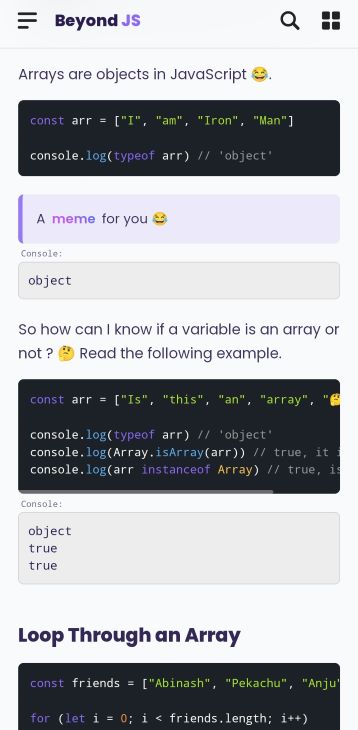 Beyond JS
Arrays are objects in JavaScript 😂.
const arr = ["I", "am", "Iron", "Man"]
console.log(typeof arr) // 'object'
A meme for you 😂
Console:
object
So how can I know if a variable is an array or
not ? 🤔 Read the following example.
const arr = ["Is", "this", "an", "array", "🤔
console.log(typeof arr) // 'object'
console.log(Array.isArray(arr)) // true, it i
console.log(arr instanceof Array) // true, is
Console:
object
true
true
Loop Through an Array
const friends = ["Abinash", "Pekachu", "Anju"
for (let i = 0; i < friends.length; i++)